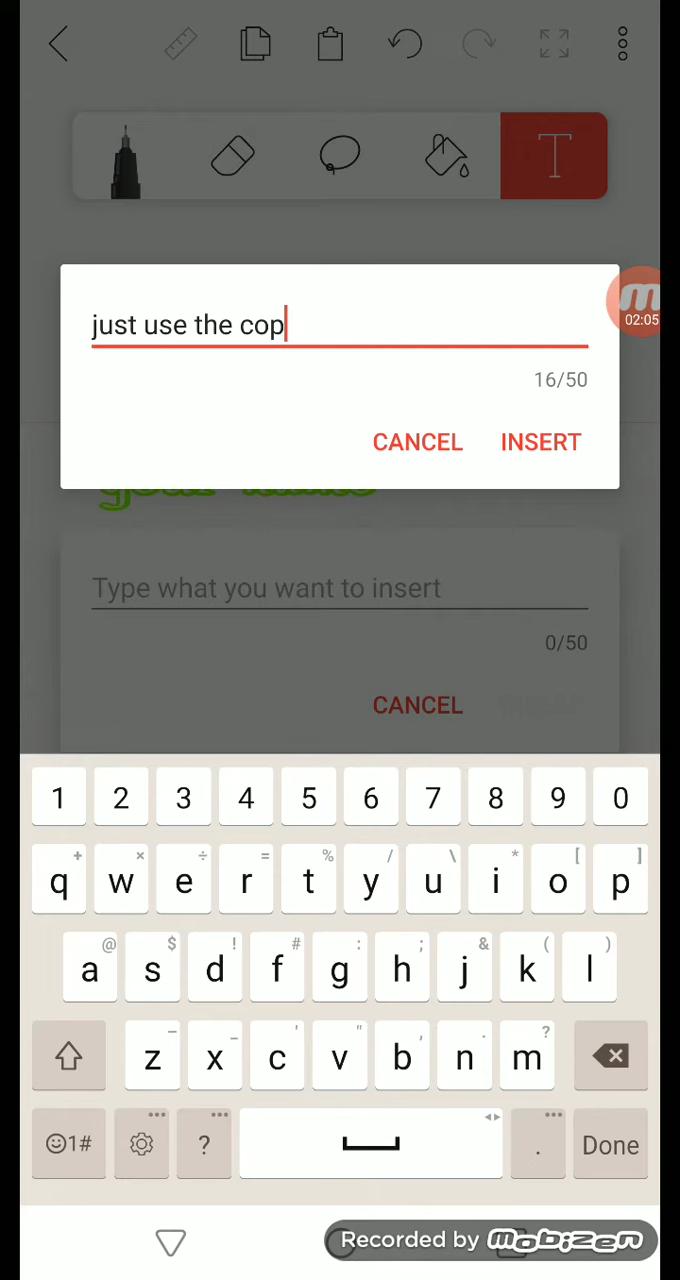 T
just use the cop
02:05
16/50
CANCEL INSERT
Type what you want to insert
0/50
CANCEL
1 2 3 4 5 6 7 8 9 0
+ × ÷ = % / \ * [ ]
q w e r t y u i o p
@ $ ! # : ; & ( )
a s d f g h j k l
– _ ' " , . ?
z x c v b n m
1# ? . Done
Recorded by mobizen